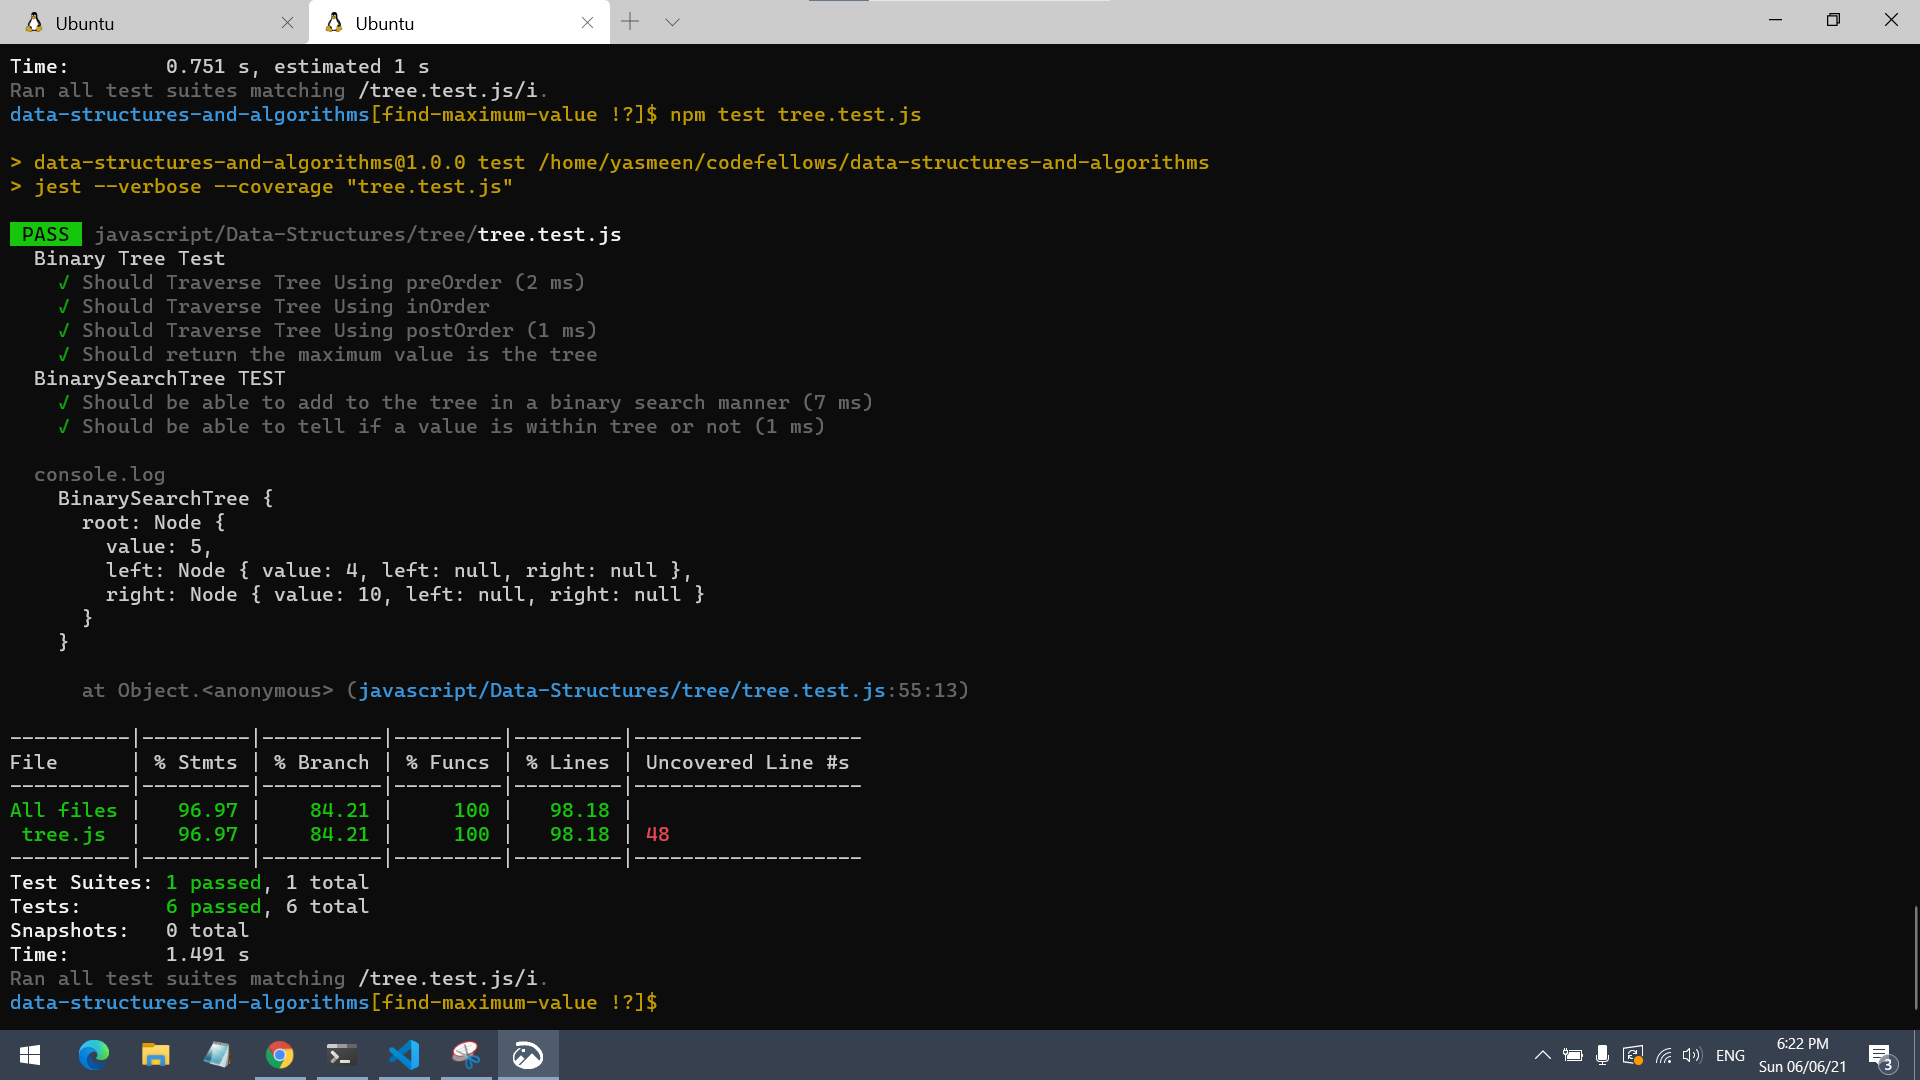 Ubuntu
Ubuntu
Time:        0.751 s, estimated 1 s
Ran all test suites matching /tree.test.js/i.
data-structures-and-algorithms[find-maximum-value !?]$ npm test tree.test.js
> data-structures-and-algorithms@1.0.0 test /home/yasmeen/codefellows/data-structures-and-algorithms
> jest --verbose --coverage "tree.test.js"
PASS javascript/Data-Structures/tree/tree.test.js
  Binary Tree Test
    √ Should Traverse Tree Using preOrder (2 ms)
    √ Should Traverse Tree Using inOrder
    √ Should Traverse Tree Using postOrder (1 ms)
    √ Should return the maximum value is the tree
  BinarySearchTree TEST
    √ Should be able to add to the tree in a binary search manner (7 ms)
    √ Should be able to tell if a value is within tree or not (1 ms)
  console.log
    BinarySearchTree {
      root: Node {
        value: 5,
        left: Node { value: 4, left: null, right: null },
        right: Node { value: 10, left: null, right: null }
      }
    }
      at Object.<anonymous> (javascript/Data-Structures/tree/tree.test.js:55:13)
----------|---------|----------|---------|---------|-------------------
File      | % Stmts | % Branch | % Funcs | % Lines | Uncovered Line #s
----------|---------|----------|---------|---------|-------------------
All files |   96.97 |    84.21 |     100 |   98.18 |
 tree.js  |   96.97 |    84.21 |     100 |   98.18 | 48
----------|---------|----------|---------|---------|-------------------
Test Suites: 1 passed, 1 total
Tests:       6 passed, 6 total
Snapshots:   0 total
Time:        1.491 s
Ran all test suites matching /tree.test.js/i.
data-structures-and-algorithms[find-maximum-value !?]$
ENG
6:22 PM
Sun 06/06/21
3